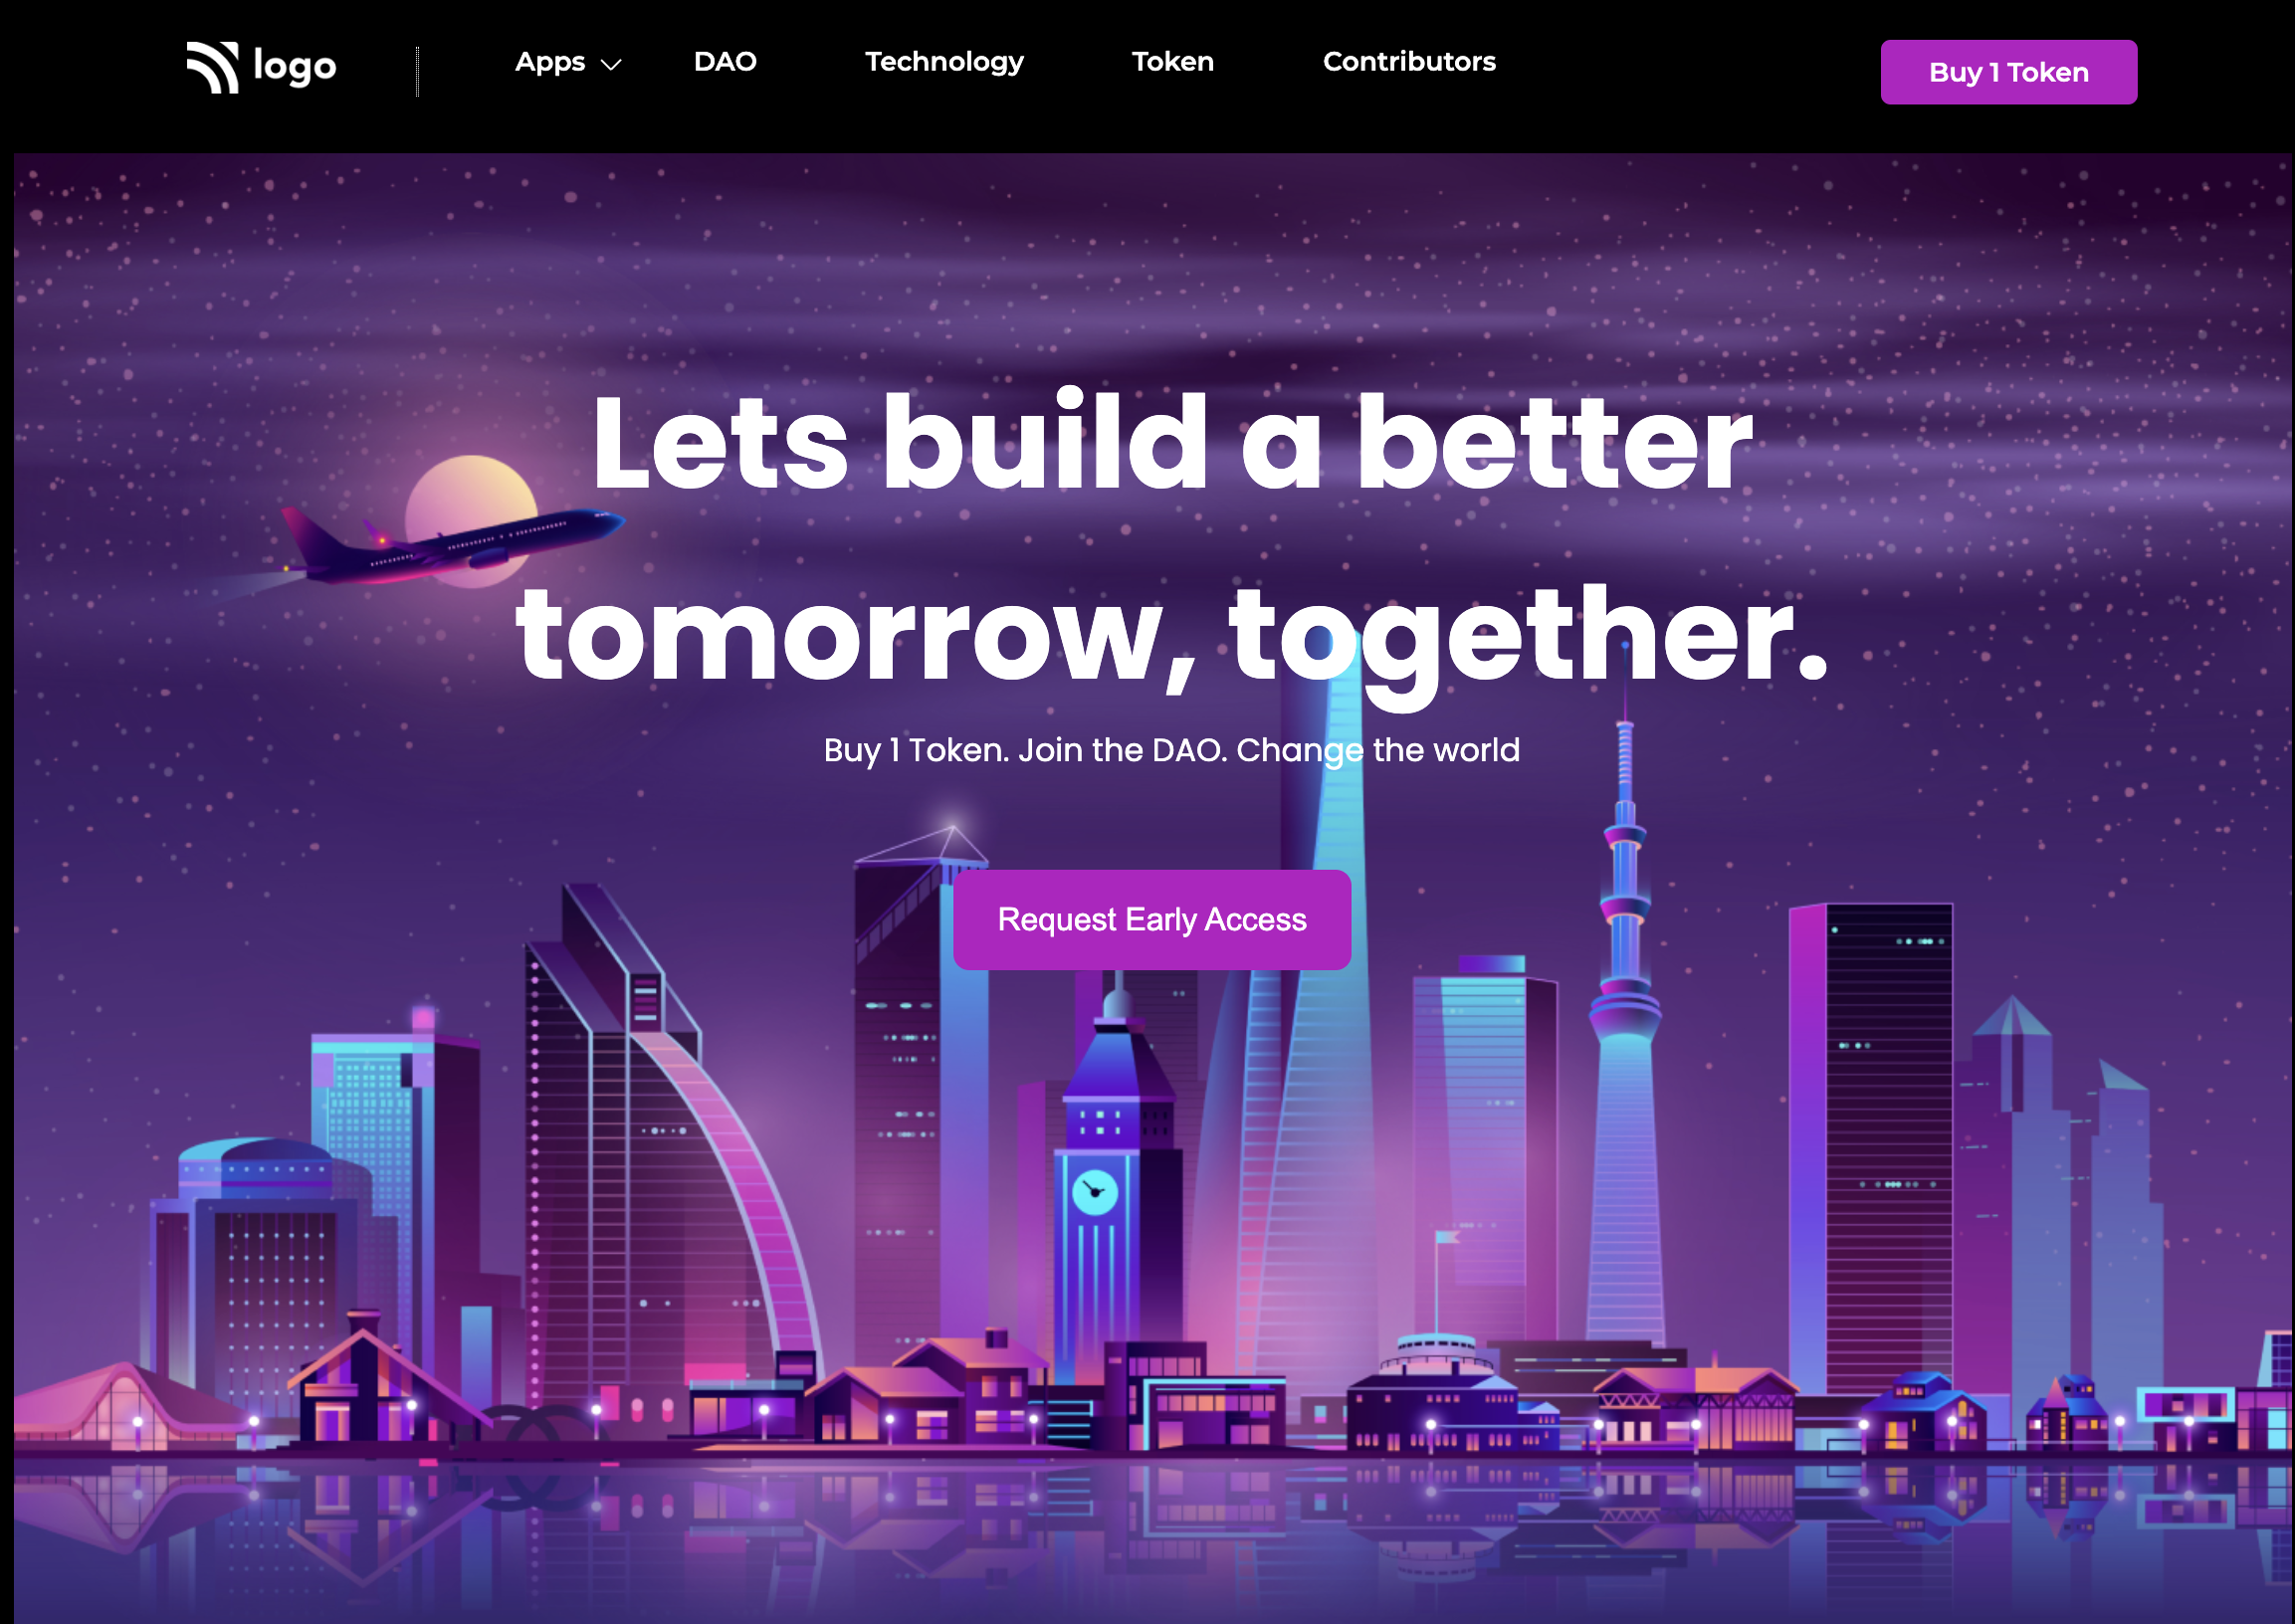 logo
Apps DAO Technology Token Contributors
Buy 1 Token
Lets build a better
tomorrow, together.
Buy 1 Token. Join the DAO. Change the world
Request Early Access